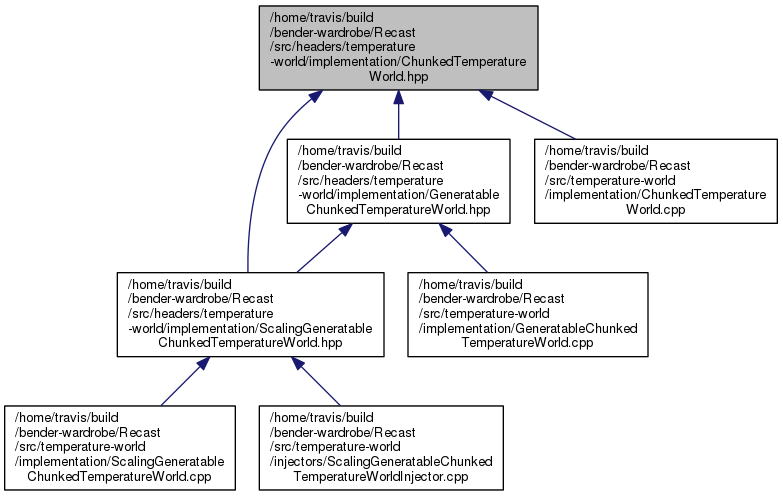 /home/travis/build
/bender-wardrobe/Recast
/src/headers/temperature
-world/implementation/ChunkedTemperature
World.hpp
/home/travis/build
/bender-wardrobe/Recast
/src/headers/temperature
-world/implementation/Generatable
ChunkedTemperatureWorld.hpp
/home/travis/build
/bender-wardrobe/Recast
/src/temperature-world
/implementation/ChunkedTemperature
World.cpp
/home/travis/build
/bender-wardrobe/Recast
/src/headers/temperature
-world/implementation/ScalingGeneratable
ChunkedTemperatureWorld.hpp
/home/travis/build
/bender-wardrobe/Recast
/src/temperature-world
/implementation/GeneratableChunked
TemperatureWorld.cpp
/home/travis/build
/bender-wardrobe/Recast
/src/temperature-world
/implementation/ScalingGeneratable
ChunkedTemperatureWorld.cpp
/home/travis/build
/bender-wardrobe/Recast
/src/temperature-world
/injectors/ScalingGeneratableChunked
TemperatureWorldInjector.cpp